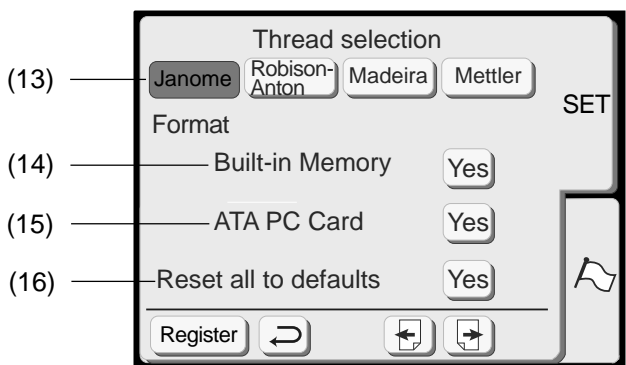 Thread selection
(13) Janome Robison-Anton Madeira Mettler
SET
Format
(14) Built-in Memory Yes
(15) ATA PC Card Yes
(16) Reset all to defaults Yes
Register